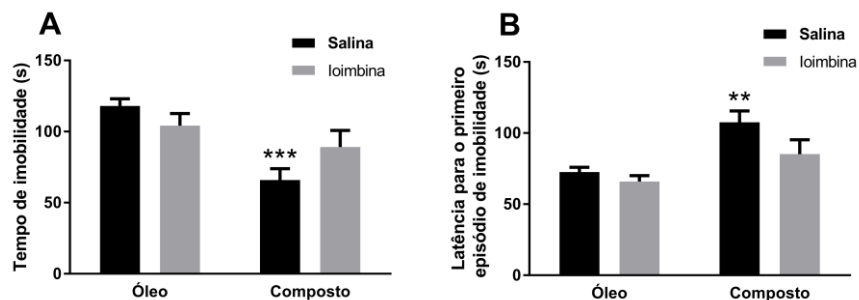 A
Salina
Ioimbina
Tempo de imobilidade (s)
150
100
50
0
***
Óleo
Composto
B
Salina
Ioimbina
Latência para o primeiro
episódio de imobilidade (s)
150
100
50
0
**
Óleo
Composto